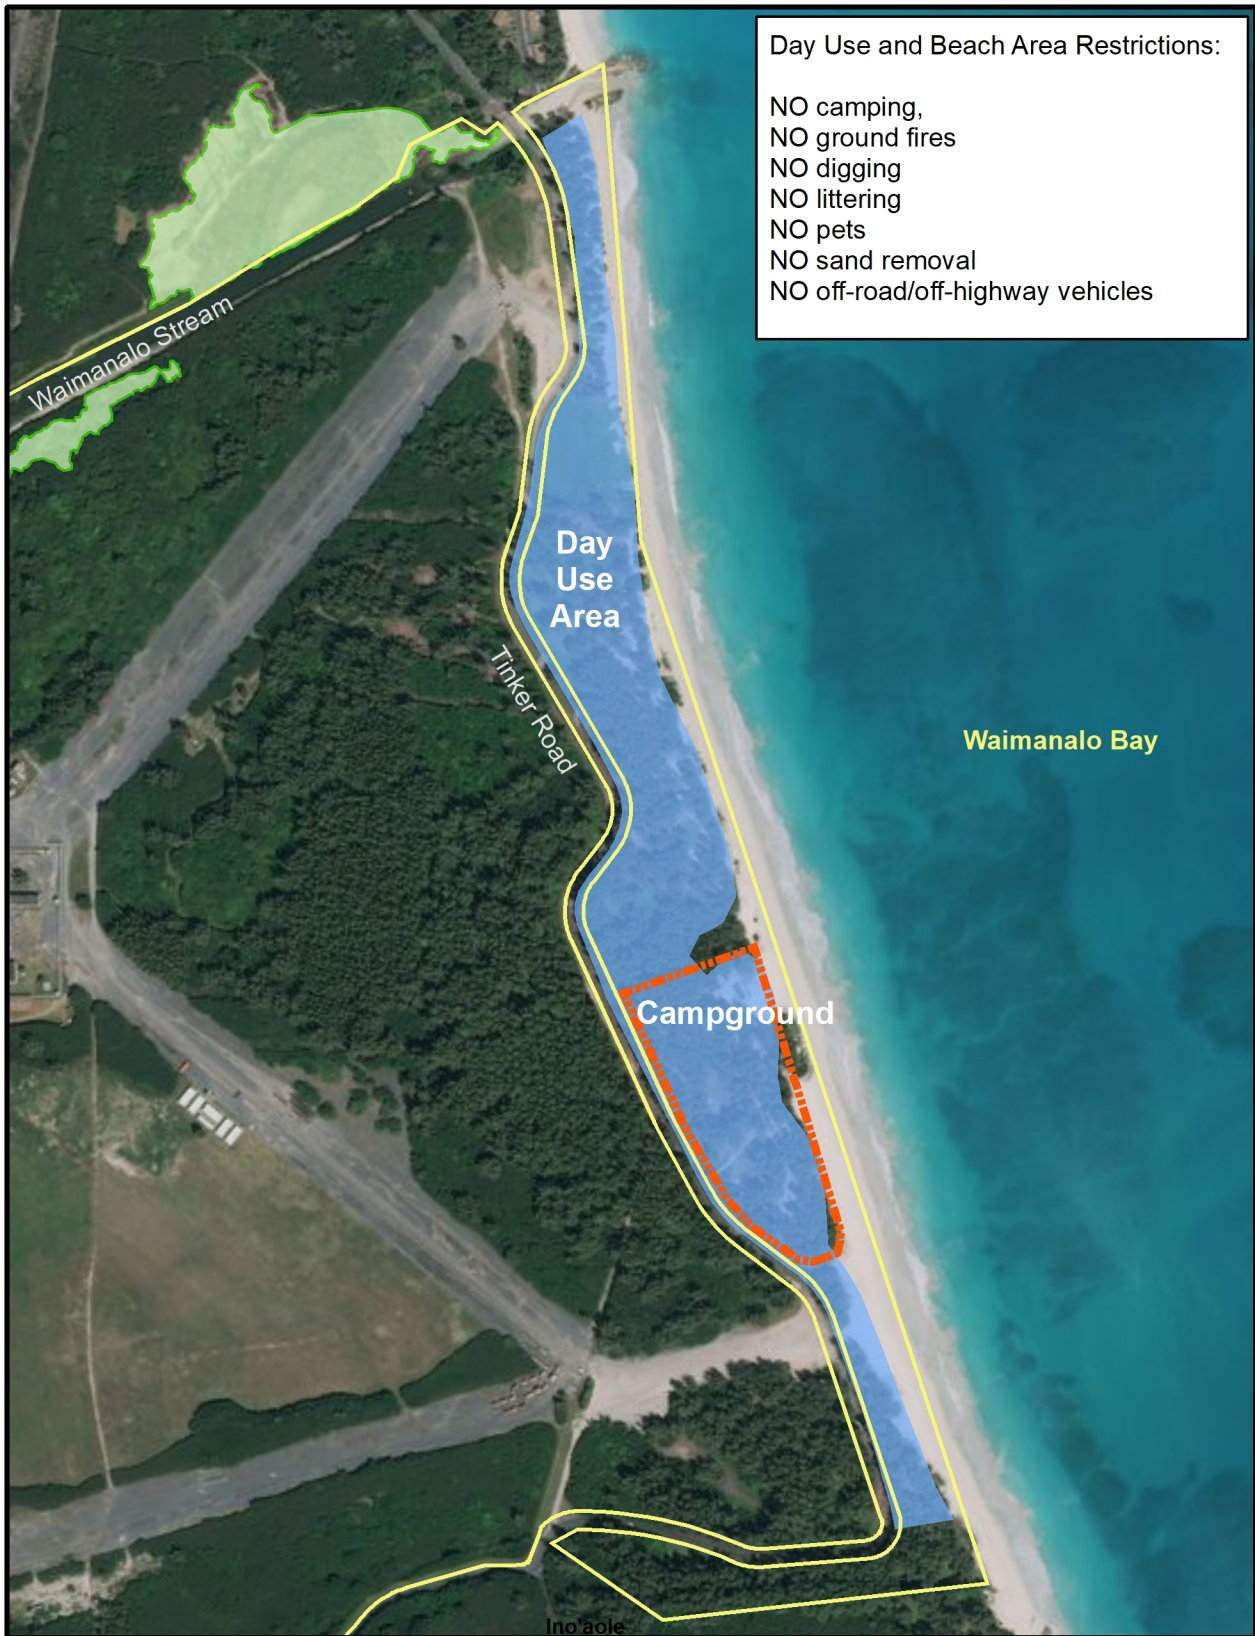 Day Use and Beach Area Restrictions:
NO camping,
NO ground fires
NO digging
NO littering
NO pets
NO sand removal
NO off-road/off-highway vehicles
Waimanalo Stream
Day
Use
Area
Tinker Road
Waimanalo Bay
Campground
Ino'aole